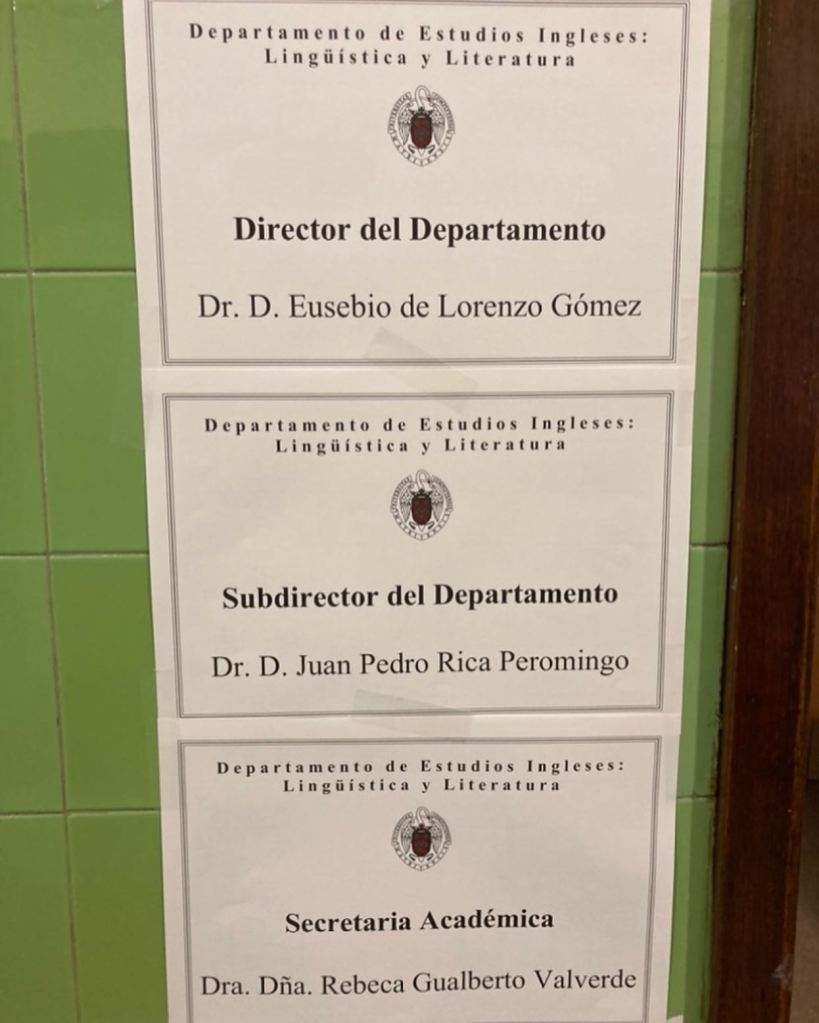 Departamento de Estudios Ingleses:
Lingüística y Literatura
Director del Departamento
Dr. D. Eusebio de Lorenzo Gómez
Departamento de Estudios Ingleses:
Lingüística y Literatura
Subdirector del Departamento
Dr. D. Juan Pedro Rica Peromingo
Departamento de Estudios Ingleses:
Lingüística y Literatura
Secretaria Académica
Dra. Dña. Rebeca Gualberto Valverde